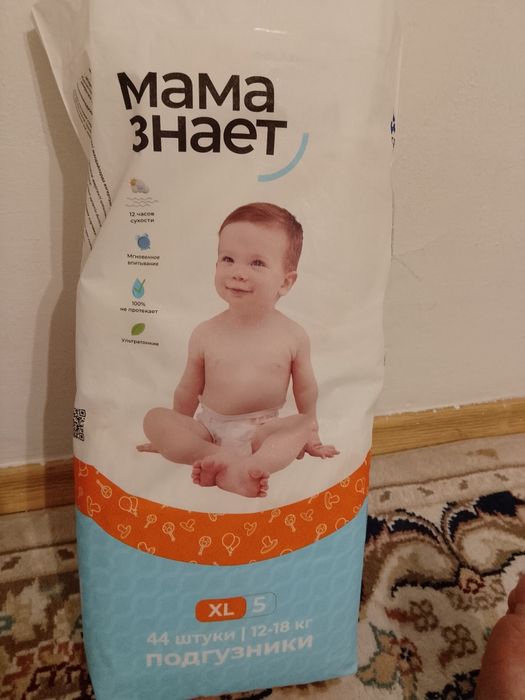 мама
знает
12 часов
сухости
Мгновенное
впитывание
100%
не протекает
Ультратонкие
XL 5
44 штуки | 12-18 кг
подгузники